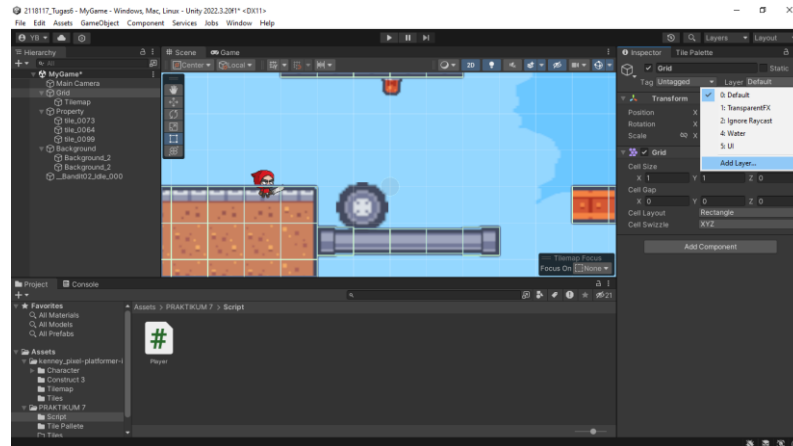 2118117_Tugas6 - MyGame - Windows, Mac, Linux - Unity 2022.3.20f1* <DX11>
File Edit Assets GameObject Component Services Jobs Window Help
YB Layers Layout
Hierarchy Scene Game Inspector Tile Palette
All Center Local 2D Grid Static
MyGame*
Main Camera
Grid
Tilemap
Property
tile_0073
tile_0064
tile_0099
Background
Background_2
Background_2
__Bandit02_Idle_000
Tag Untagged Layer Default
0: Default
1: TransparentFX
2: Ignore Raycast
4: Water
5: UI
Add Layer...
Transform
Position X
Rotation X
Scale X
Grid
Cell Size
X 1 Y 1 Z 0
Cell Gap
X 0 Y 0 Z 0
Cell Layout Rectangle
Cell Swizzle XYZ
Add Component
Tilemap Focus
Focus On None
Project Console
21
Favorites
All Materials
All Models
All Prefabs
Assets
kenney_pixel-platformer-i
Character
Construct 3
Tilemap
Tiles
PRAKTIKUM 7
Script
Tile Pallete
Tiles
Assets > PRAKTIKUM 7 > Script
#
Player